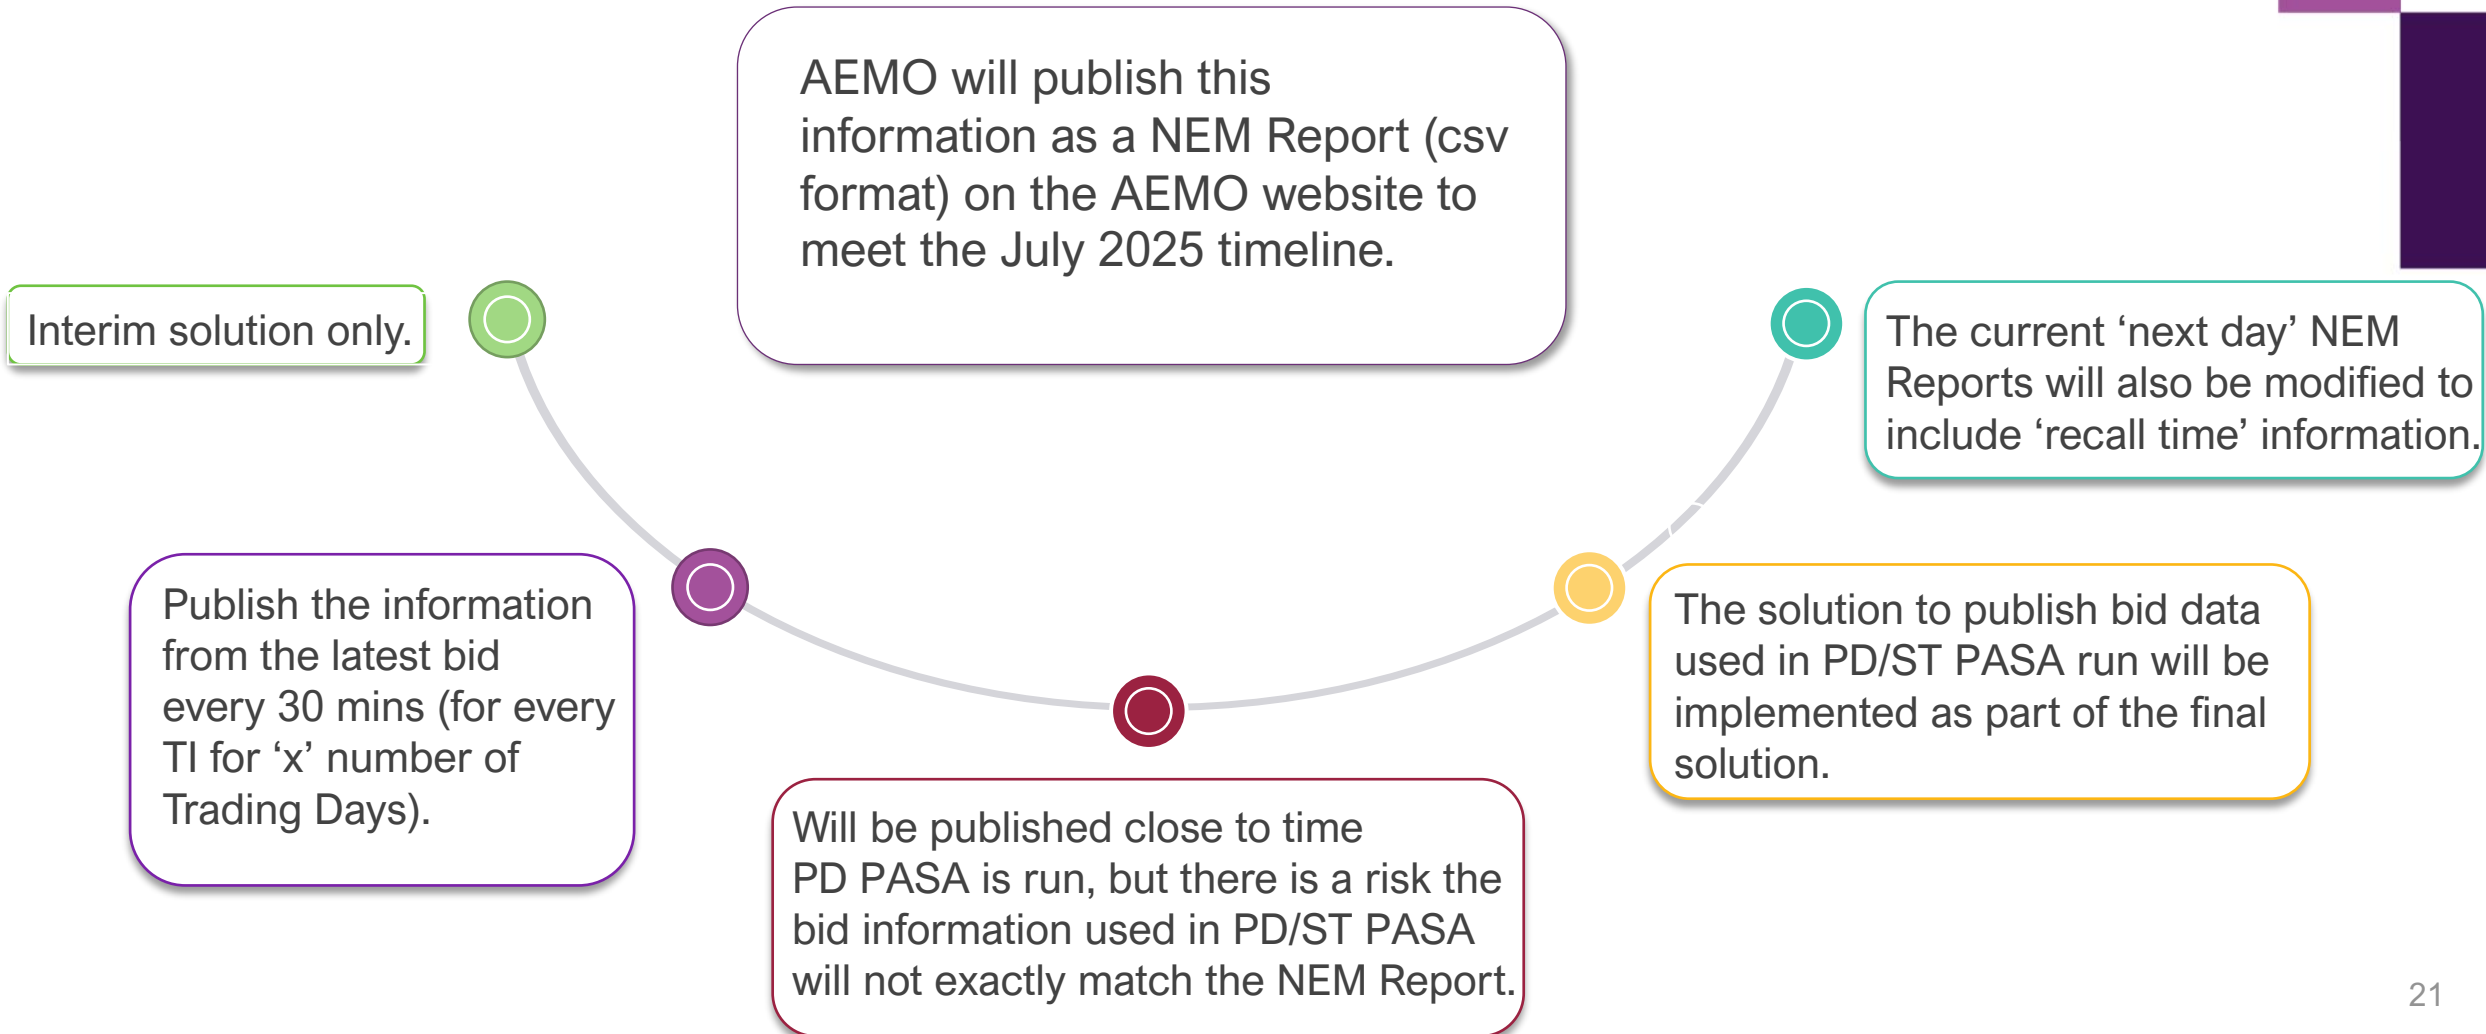 AEMO will publish this
information as a NEM Report (csv
format) on the AEMO website to
meet the July 2025 timeline.
Interim solution only.
Publish the information
from the latest bid
every 30 mins (for every
TI for ‘x’ number of
Trading Days).
Will be published close to time
PD PASA is run, but there is a risk the
bid information used in PD/ST PASA
will not exactly match the NEM Report.
The solution to publish bid data
used in PD/ST PASA run will be
implemented as part of the final
solution.
The current ‘next day’ NEM
Reports will also be modified to
include ‘recall time’ information.
21